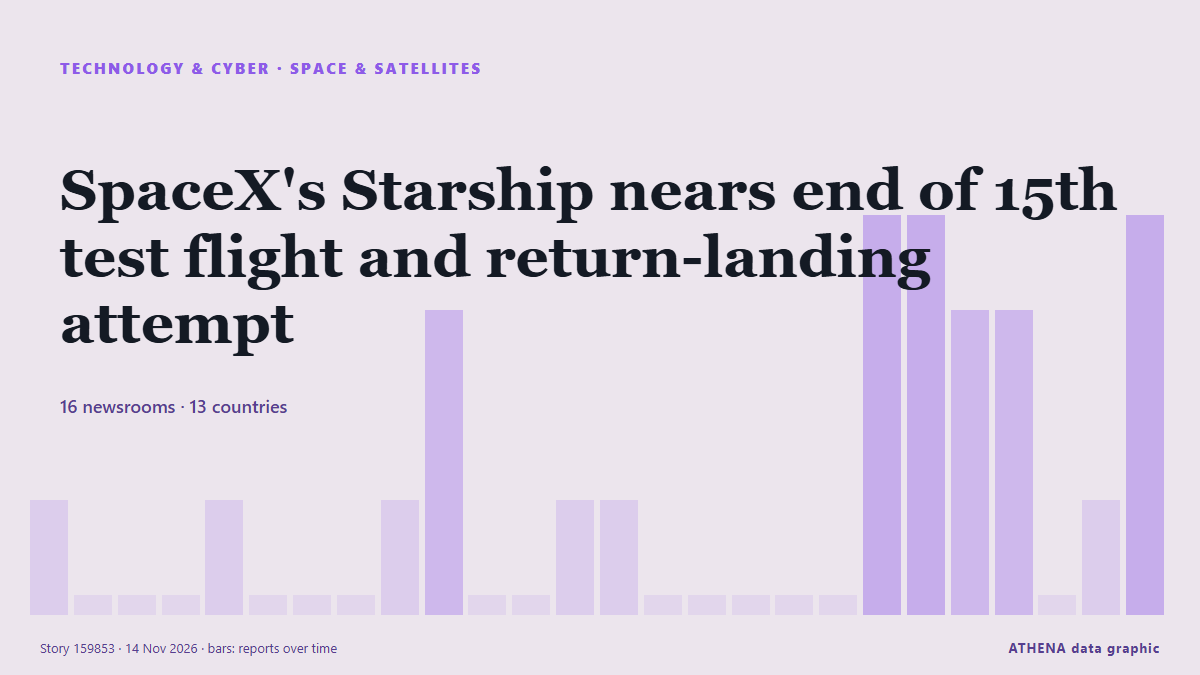 TECHNOLOGY & CYBER · SPACE & SATELLITES
SpaceX's Starship nears end of 15th
test flight and return-landing
attempt
16 newsrooms · 13 countries
Story 159853 · 14 Nov 2026 · bars: reports over time
ATHENA data graphic